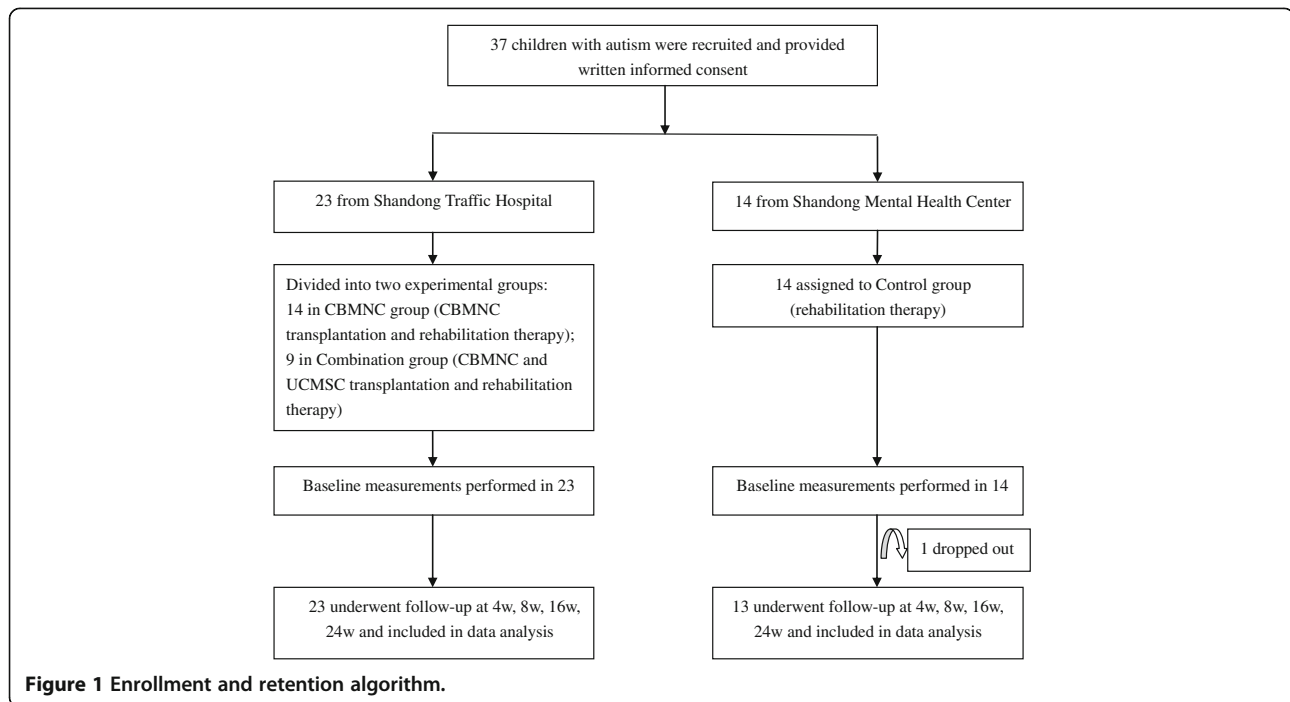 37 children with autism were recruited and provided
written informed consent
23 from Shandong Traffic Hospital
14 from Shandong Mental Health Center
Divided into two experimental groups:
14 in CBMNC group (CBMNC
transplantation and rehabilitation therapy);
9 in Combination group (CBMNC and
UCMSC transplantation and rehabilitation
therapy)
14 assigned to Control group
(rehabilitation therapy)
Baseline measurements performed in 23
Baseline measurements performed in 14
1 dropped out
23 underwent follow-up at 4w, 8w, 16w,
24w and included in data analysis
13 underwent follow-up at 4w, 8w, 16w,
24w and included in data analysis
Figure 1 Enrollment and retention algorithm.